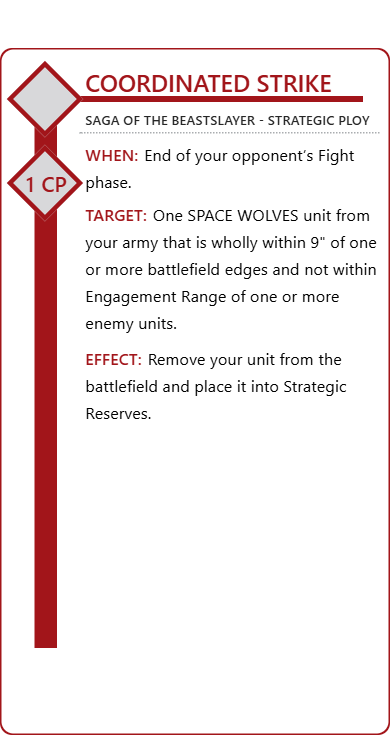 COORDINATED STRIKE
SAGA OF THE BEASTSLAYER - STRATEGIC PLOY
1 CP
WHEN: End of your opponent's Fight
phase.
TARGET: One SPACE WOLVES unit from
your army that is wholly within 9" of one
or more battlefield edges and not within
Engagement Range of one or more
enemy units.
EFFECT: Remove your unit from the
battlefield and place it into Strategic
Reserves.